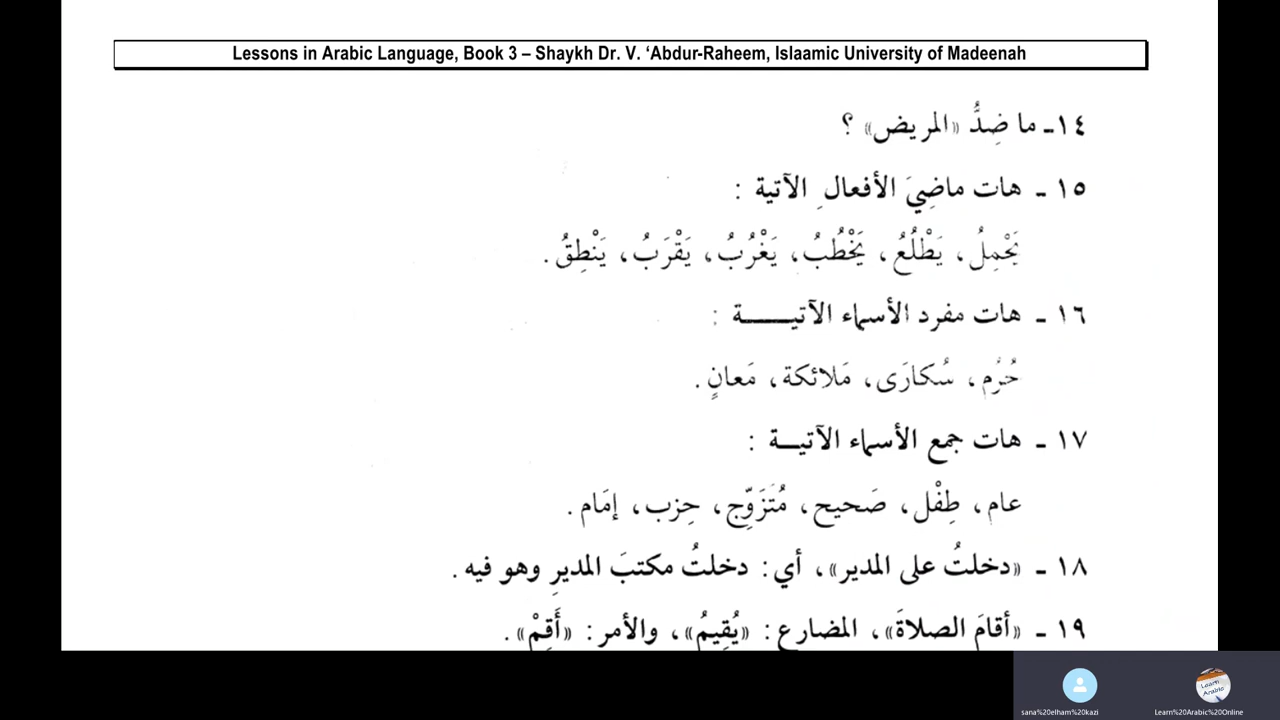 Lessons in Arabic Language, Book 3 – Shaykh Dr. V. ‘Abdur-Raheem, Islaamic University of Madeenah
١٤ـ ما ضِدُّ «المريض» ؟
١٥ ـ هات ماضِيَ الأفعالِ الآتية :
يَحْمِلُ، يَطْلُعُ، يَخْطُبُ، يَغْرُبُ، يَقْرَبُ، يَنْطِقُ.
١٦ ـ هات مفرد الأسماء الآتيـــــة :
حُرُم، سُكارَى، مَلائكة، مَعانٍ.
١٧ ـ هات جمع الأسماء الآتيـــة :
عام، طِفْل، صَحيح، مُتَزَوِّج، حِزب، إمَام.
١٨ ـ «دخلتُ على المدير»، أي: دخلتُ مكتبَ المديرِ وهو فيه.
١٩ ـ «أقامَ الصلاةَ»، المضارع: «يُقِيمُ»، والأمر: «أَقِمْ».
sana%20elham%20kazi
Learn%20Arabic%20Online
Learn
Arabic